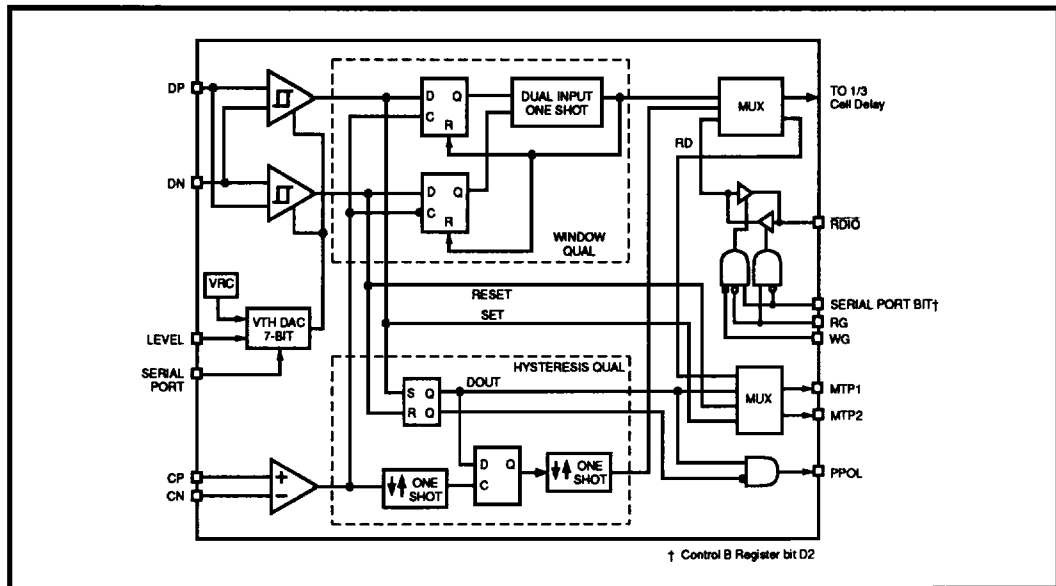 DP
DN
D Q
C
R
DUAL INPUT
ONE SHOT
D Q
C
R
WINDOW
QUAL
MUX
TO 1/3
Cell Delay
RD
RDIO
VRC
VTH DAC
7-BIT
LEVEL
SERIAL
PORT
RESET
SET
SERIAL PORT BIT†
RG
WG
HYSTERESIS QUAL
DOUT
S Q
R Q
MUX
MTP1
MTP2
CP
CN
+
−
ONE
SHOT
D Q
C
ONE
SHOT
PPOL
† Control B Register bit D2